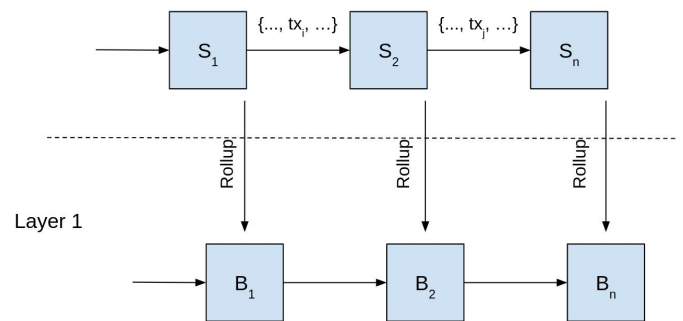 {..., txᵢ, …} {..., txⱼ, …}
S₁ S₂ Sₙ
Rollup Rollup Rollup
Layer 1
B₁ B₂ Bₙ